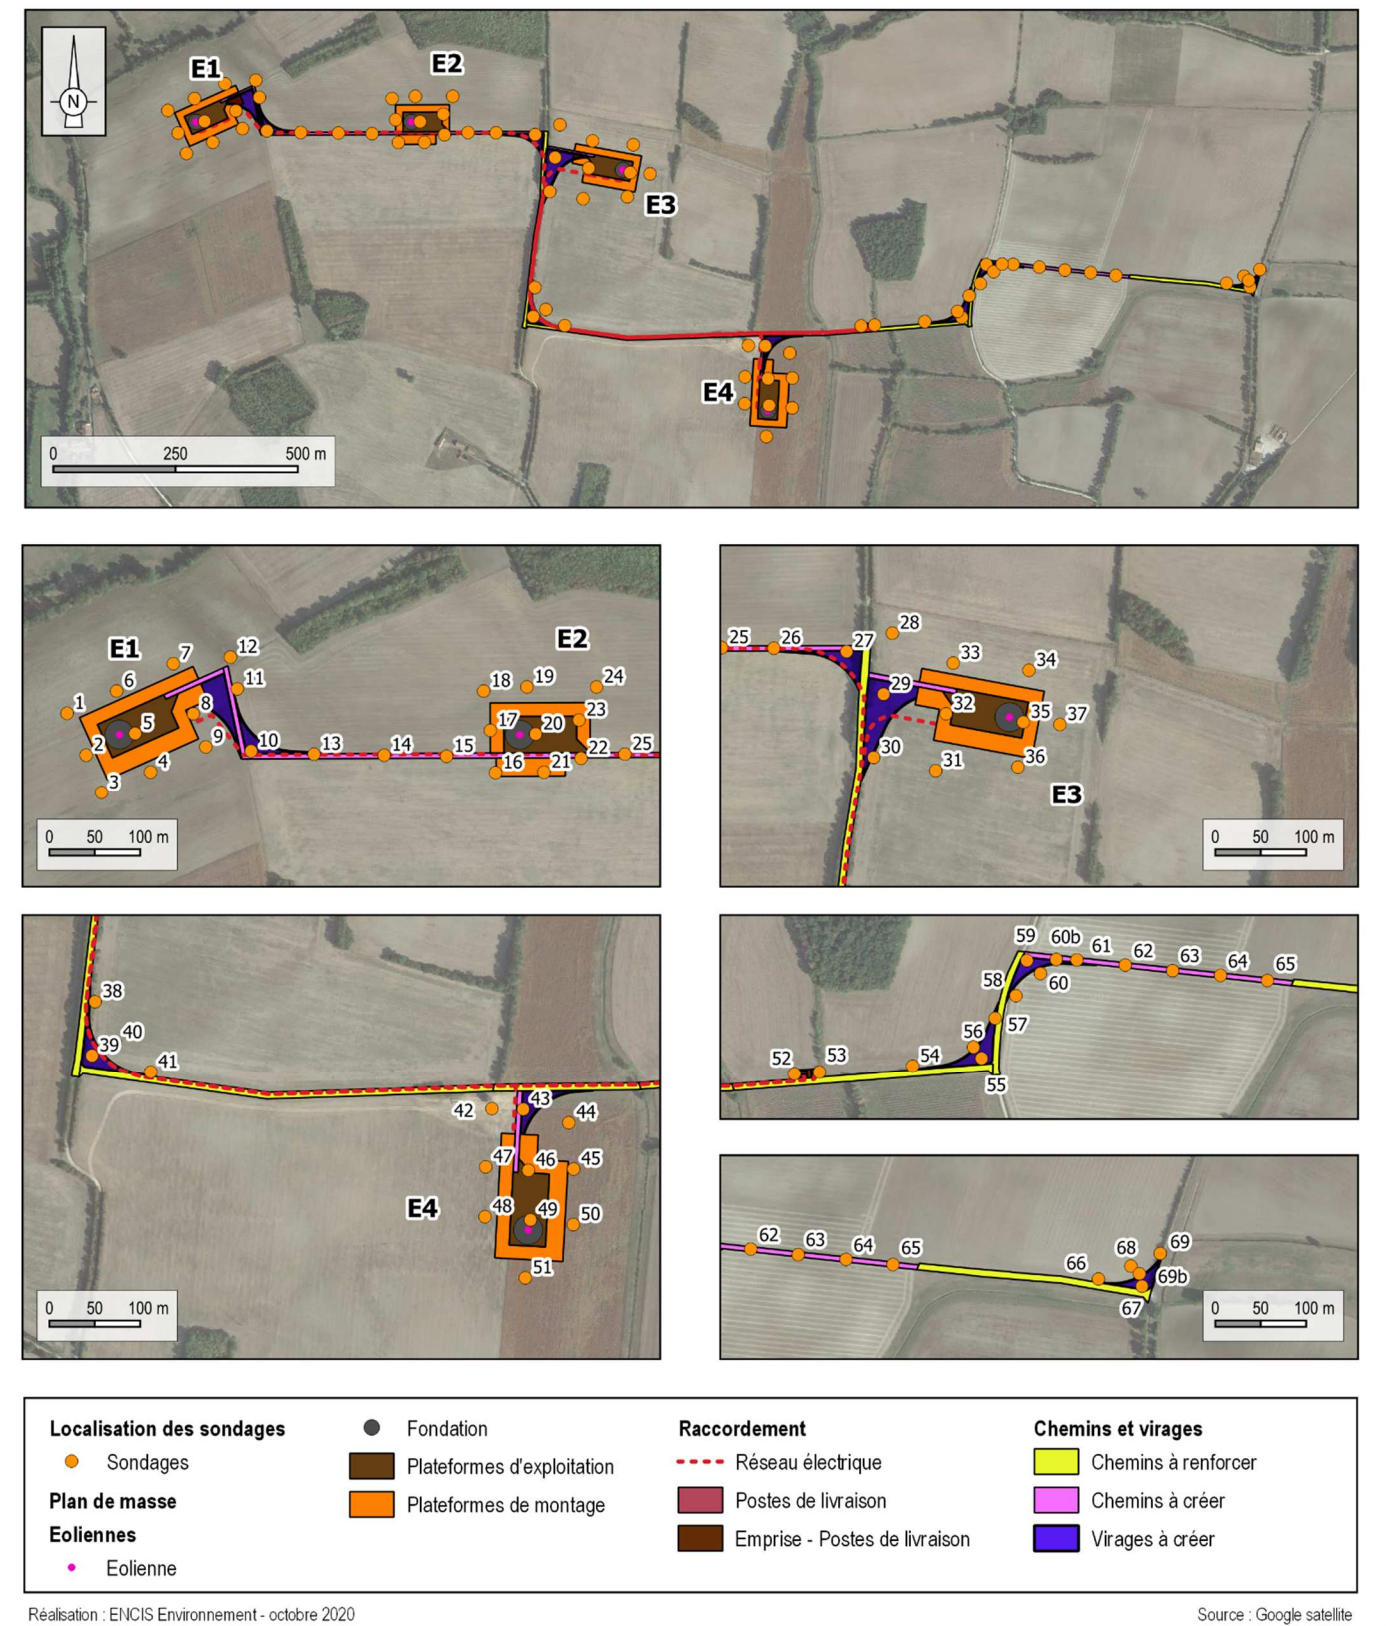 E1
E2
N
E3
E4
0 250 500 m
E1
7
12
E2
6
11
18
19
24
1
8
17
20
23
5
2
9
10
13
14
15
22
25
4
16
21
3
0 50 100 m
28
25
26
27
33
34
29
32
35
37
30
31
36
E3
0 50 100 m
38
40
39
41
42
43
44
47
46
45
E4
48
49
50
51
0 50 100 m
59
60b
61
62
63
64
65
58
60
57
56
52
53
54
55
62
63
64
65
66
68
69
69b
67
0 50 100 m
Localisation des sondages
Sondages
Plan de masse
Eoliennes
Eolienne
Fondation
Plateformes d'exploitation
Plateformes de montage
Raccordement
Réseau électrique
Postes de livraison
Emprise - Postes de livraison
Chemins et virages
Chemins à renforcer
Chemins à créer
Virages à créer
Réalisation : ENCIS Environnement - octobre 2020
Source : Google satellite